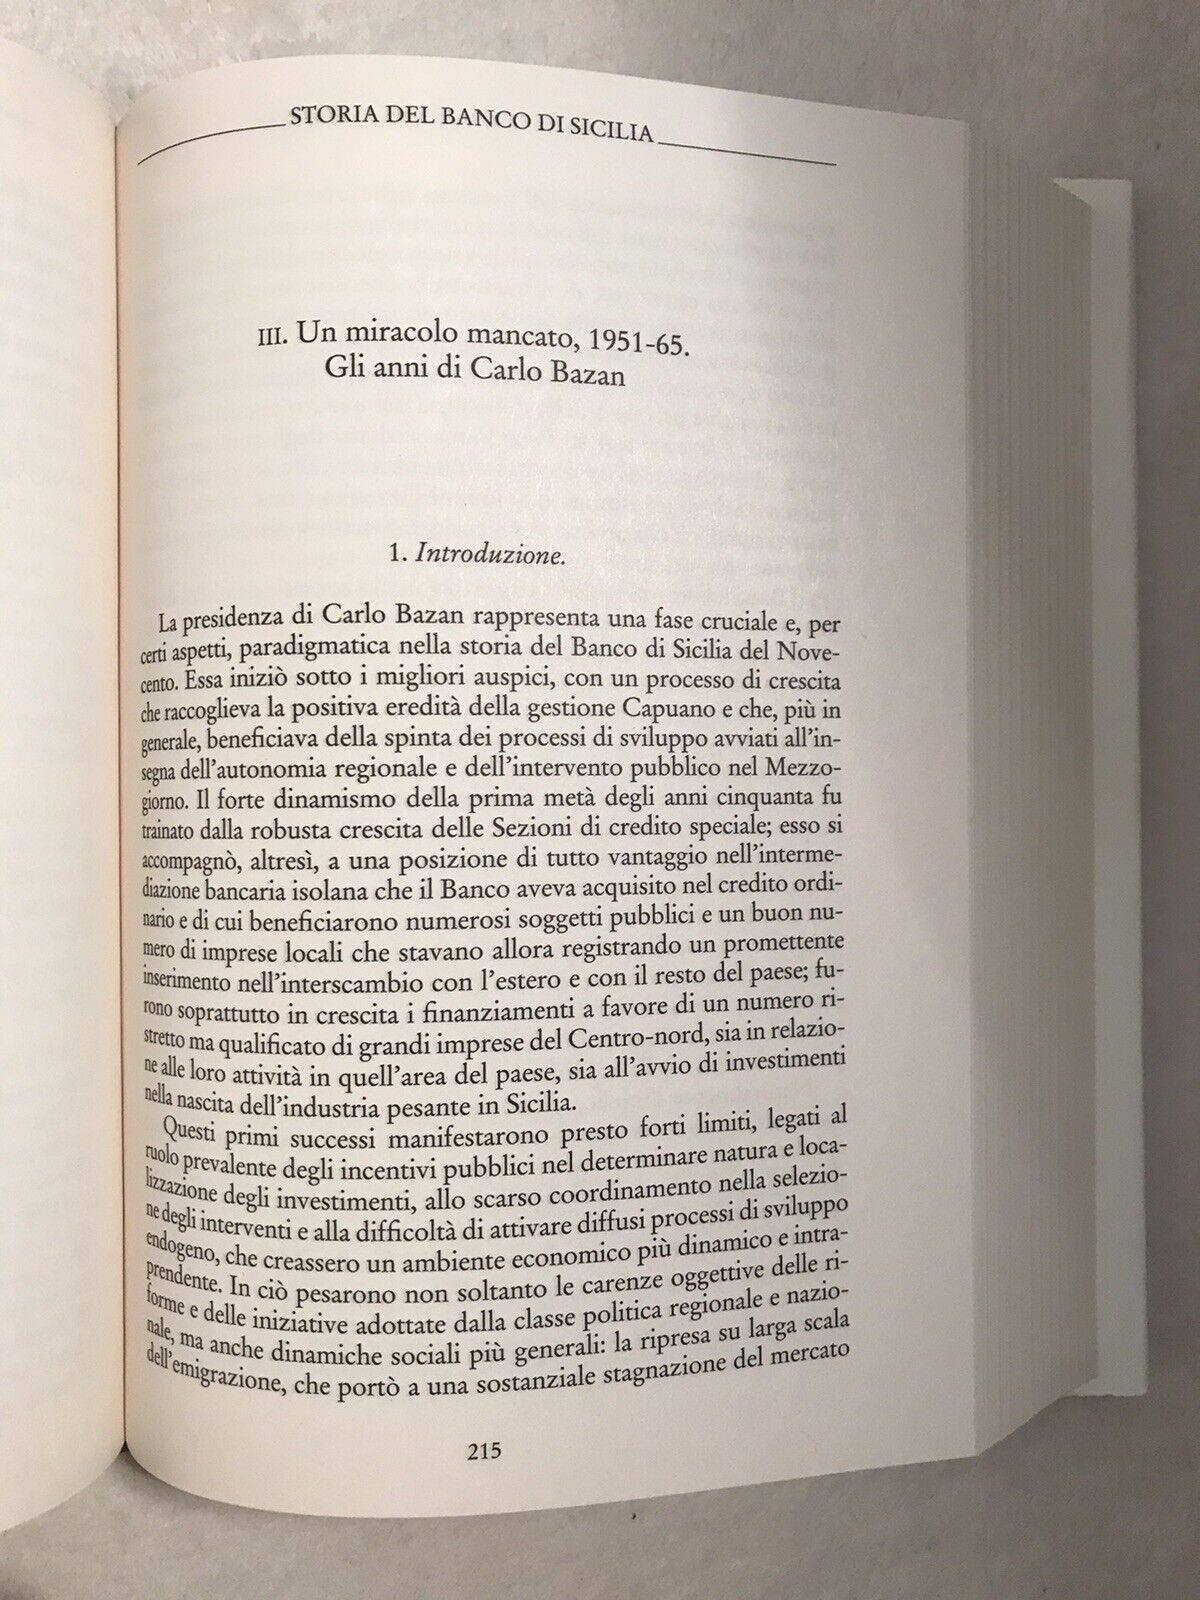 STORIA DEL BANCO DI SICILIA
III. Un miracolo mancato, 1951-65.
Gli anni di Carlo Bazan
1. Introduzione.
La presidenza di Carlo Bazan rappresenta una fase cruciale e, per
certi aspetti, paradigmatica nella storia del Banco di Sicilia del Nove-
cento. Essa iniziò sotto i migliori auspici, con un processo di crescita
che raccoglieva la positiva eredità della gestione Capuano e che, più in
generale, beneficiava della spinta dei processi di sviluppo avviati all'in-
segna dell'autonomia regionale e dell'intervento pubblico nel Mezzo-
giorno. Il forte dinamismo della prima metà degli anni cinquanta fu
trainato dalla robusta crescita delle Sezioni di credito speciale; esso si
accompagnò, altresì, a una posizione di tutto vantaggio nell'interme-
diazione bancaria isolana che il Banco aveva acquisito nel credito ordi-
nario e di cui beneficiarono numerosi soggetti pubblici e un buon nu-
mero di imprese locali che stavano allora registrando un promettente
inserimento nell'interscambio con l'estero e con il resto del paese; fu-
rono soprattutto in crescita i finanziamenti a favore di un numero ri-
stretto ma qualificato di grandi imprese del Centro-nord, sia in relazio-
ne alle loro attività in quell'area del paese, sia all'avvio di investimenti
nella nascita dell'industria pesante in Sicilia.
Questi primi successi manifestarono presto forti limiti, legati al
ruolo prevalente degli incentivi pubblici nel determinare natura e loca-
lizzazione degli investimenti, allo scarso coordinamento nella selezio-
ne degli interventi e alla difficoltà di attivare diffusi processi di sviluppo
endogeno, che creassero un ambiente economico più dinamico e intra-
prendente. In ciò pesarono non soltanto le carenze oggettive delle ri-
forme e delle iniziative adottate dalla classe politica regionale e nazio-
nale, ma anche dinamiche sociali più generali: la ripresa su larga scala
dell'emigrazione, che portò a una sostanziale stagnazione del mercato
215